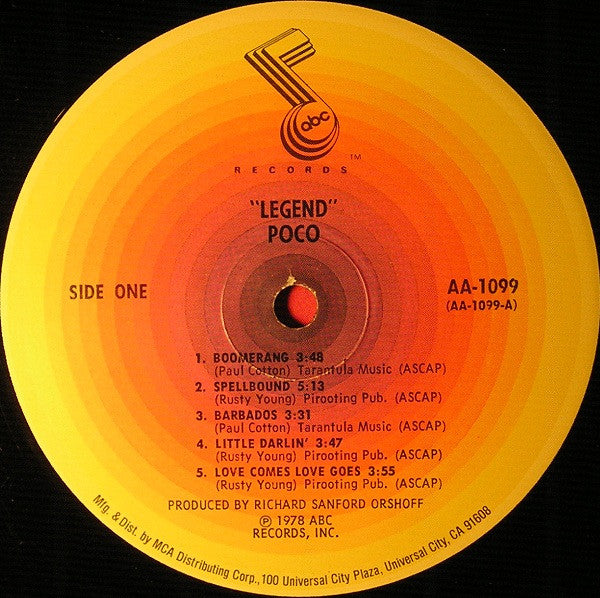 abc
TM
RECORDS
"LEGEND"
POCO
SIDE ONE
AA-1099
(AA-1099-A)
1. BOOMERANG 3:48
(Paul Cotton) Tarantula Music (ASCAP)
2. SPELLBOUND 5:13
(Rusty Young) Pirooting Pub. (ASCAP)
3. BARBADOS 3:31
(Paul Cotton) Tarantula Music (ASCAP)
4. LITTLE DARLIN' 3:47
(Rusty Young) Pirooting Pub. (ASCAP)
5. LOVE COMES LOVE GOES 3:55
(Rusty Young) Pirooting Pub. (ASCAP)
PRODUCED BY RICHARD SANFORD ORSHOFF
℗ 1978 ABC
RECORDS, INC.
Mfg. & Dist. by MCA Distributing Corp., 100 Universal City Plaza, Universal City, CA 91608